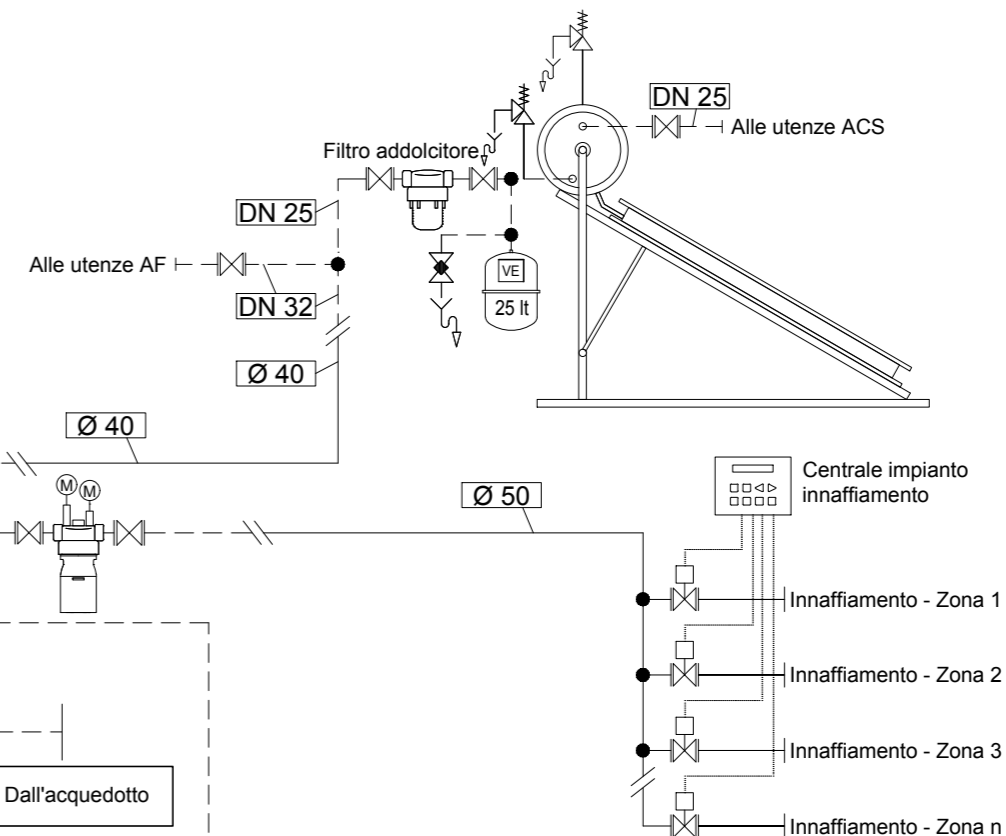 DN 25
Alle utenze ACS
Filtro addolcitore
DN 25
Alle utenze AF
VE
DN 32
25 lt
Ø 40
Ø 40
Centrale impianto
innaffiamento
M
M
Ø 50
Innaffiamento - Zona 1
Innaffiamento - Zona 2
Innaffiamento - Zona 3
Dall'acquedotto
Innaffiamento - Zona n